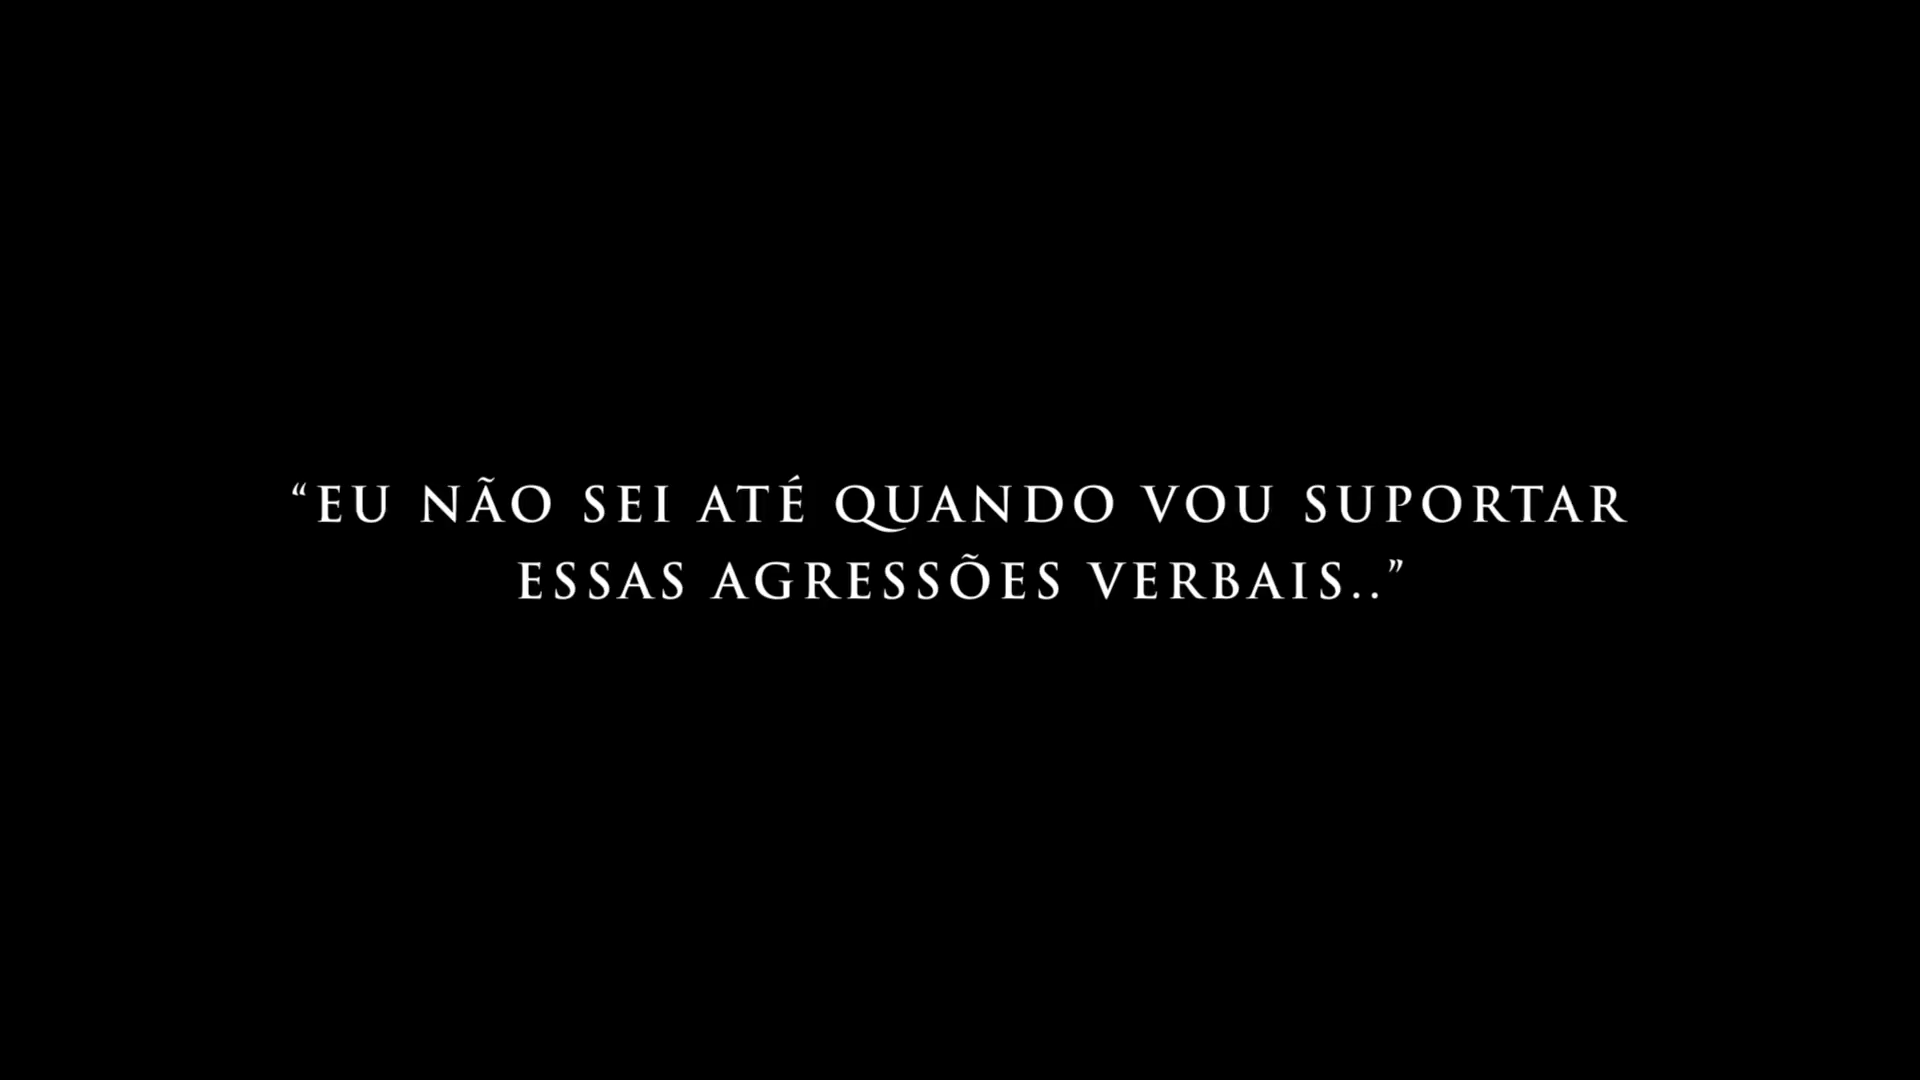 “EU NÃO SEI ATÉ QUANDO VOU SUPORTAR
ESSAS AGRESSÕES VERBAIS..”